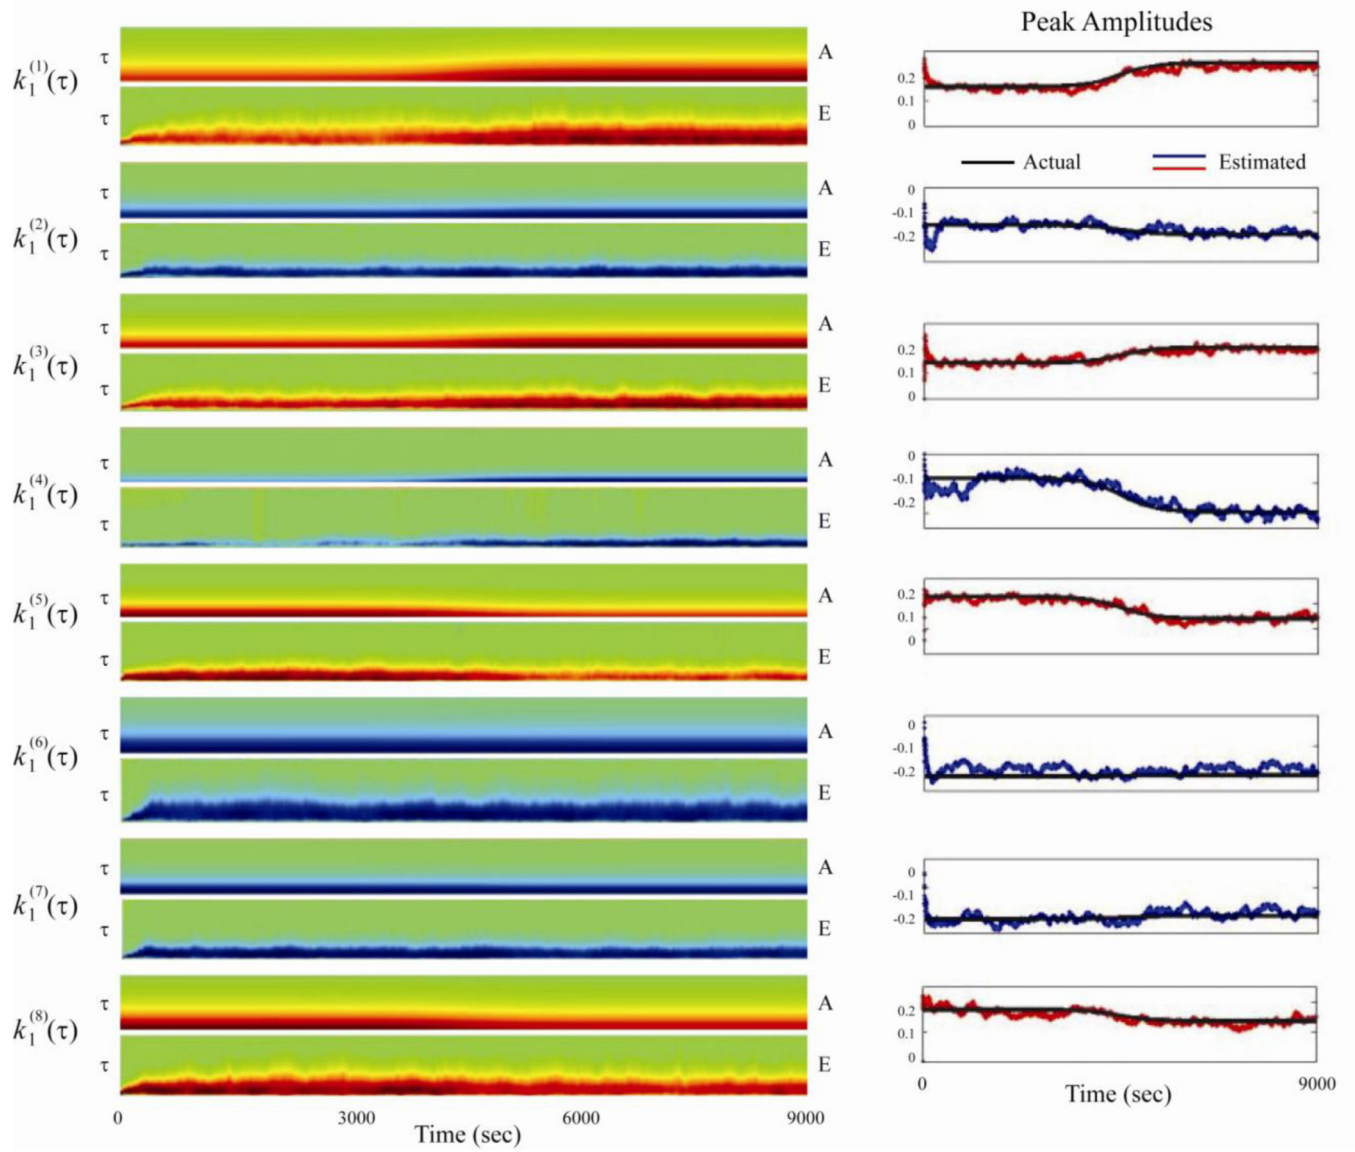 Peak Amplitudes
k₁⁽¹⁾(τ)
τ
A
τ
E
0.2
0.1
0
Actual
Estimated
k₁⁽²⁾(τ)
τ
A
τ
E
0
-0.1
-0.2
k₁⁽³⁾(τ)
τ
A
τ
E
0.2
0.1
0
k₁⁽⁴⁾(τ)
τ
A
τ
E
0
-0.1
-0.2
k₁⁽⁵⁾(τ)
τ
A
τ
E
0.2
0.1
0
k₁⁽⁶⁾(τ)
τ
A
τ
E
0
-0.1
-0.2
k₁⁽⁷⁾(τ)
τ
A
τ
E
0
-0.1
-0.2
k₁⁽⁸⁾(τ)
τ
A
τ
E
0.2
0.1
0
0 3000 6000 9000
Time (sec)
0 9000
Time (sec)